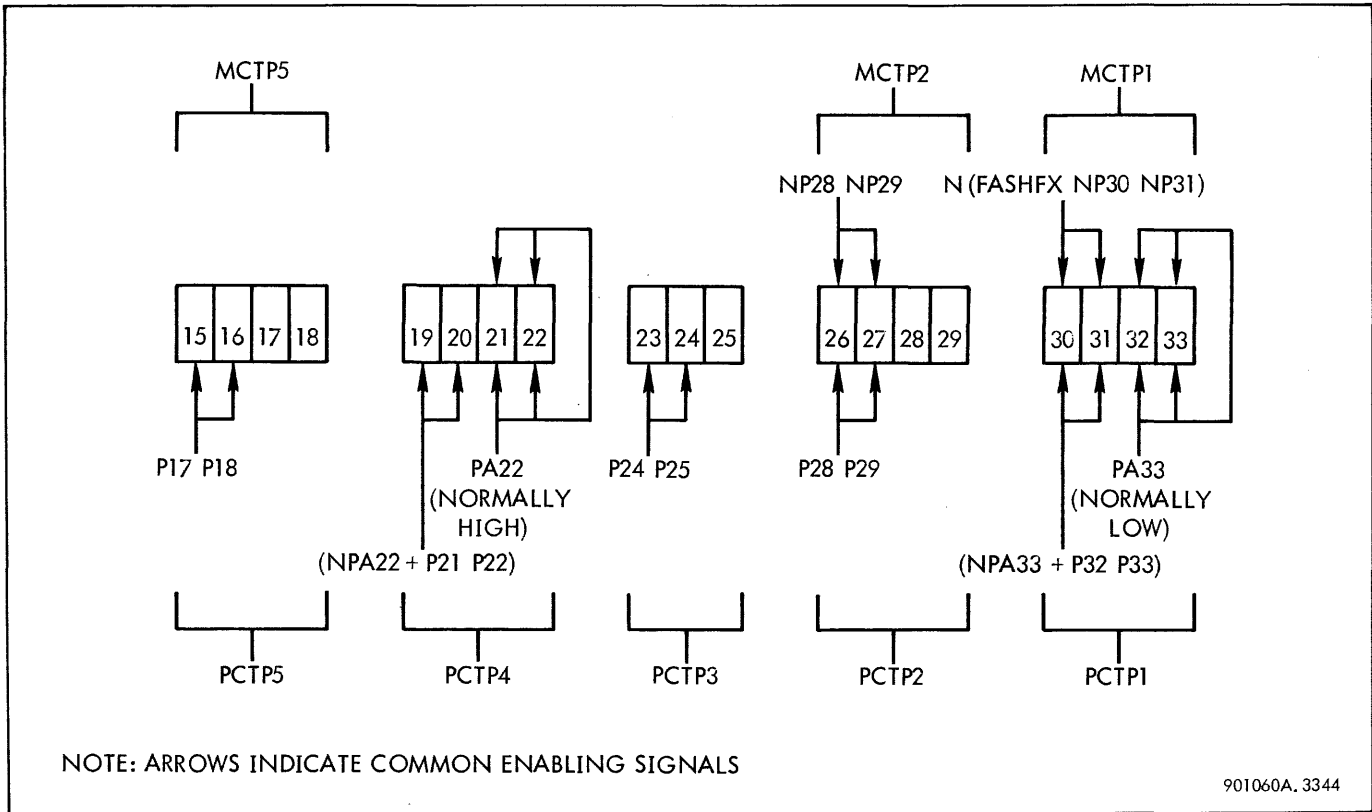 MCTP5 MCTP2 MCTP1
NP28 NP29 N (FASHFX NP30 NP31)
15 16 17 18 19 20 21 22 23 24 25 26 27 28 29 30 31 32 33
P17 P18 PA22 P24 P25 P28 P29 PA33
(NORMALLY (NORMALLY
HIGH) LOW)
(NPA22 + P21 P22) (NPA33 + P32 P33)
PCTP5 PCTP4 PCTP3 PCTP2 PCTP1
NOTE: ARROWS INDICATE COMMON ENABLING SIGNALS
901060A. 3344